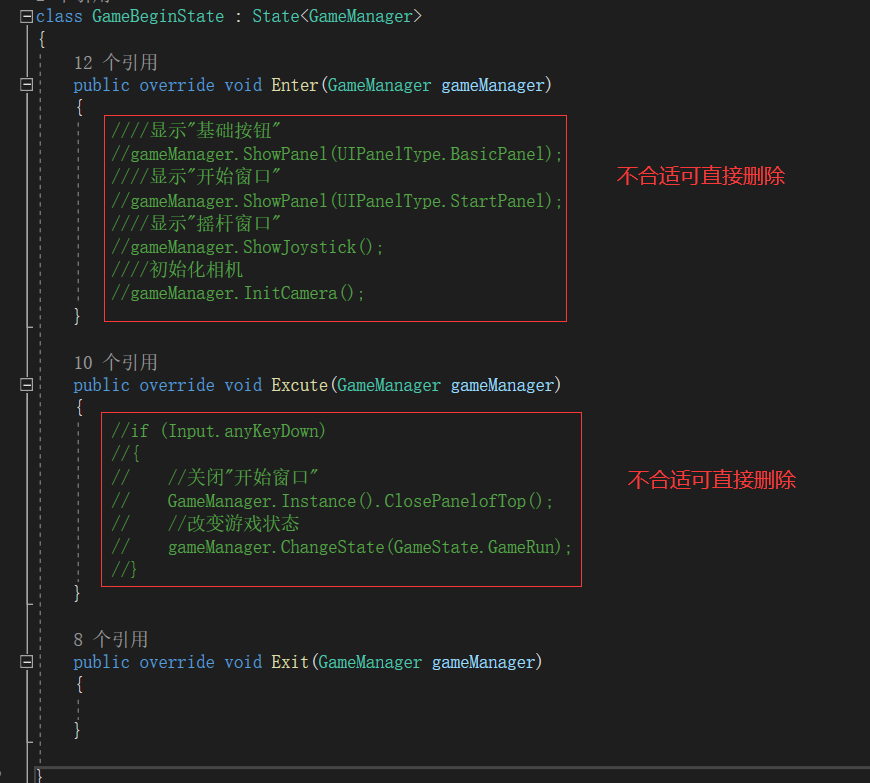 class GameBeginState : State<GameManager>
{
12 个引用
public override void Enter(GameManager gameManager)
{
////显示"基础按钮"
//gameManager.ShowPanel(UIPanelType.BasicPanel);
////显示"开始窗口"
不合适可直接删除
//gameManager.ShowPanel(UIPanelType.StartPanel);
////显示"摇杆窗口"
//gameManager.ShowJoystick();
////初始化相机
//gameManager.InitCamera();
}
10 个引用
public override void Excute(GameManager gameManager)
{
//if (Input.anyKeyDown)
//{
//    //关闭"开始窗口"
不合适可直接删除
//    GameManager.Instance().ClosePanelofTop();
//    //改变游戏状态
//    gameManager.ChangeState(GameState.GameRun);
//}
}
8 个引用
public override void Exit(GameManager gameManager)
{
}
}